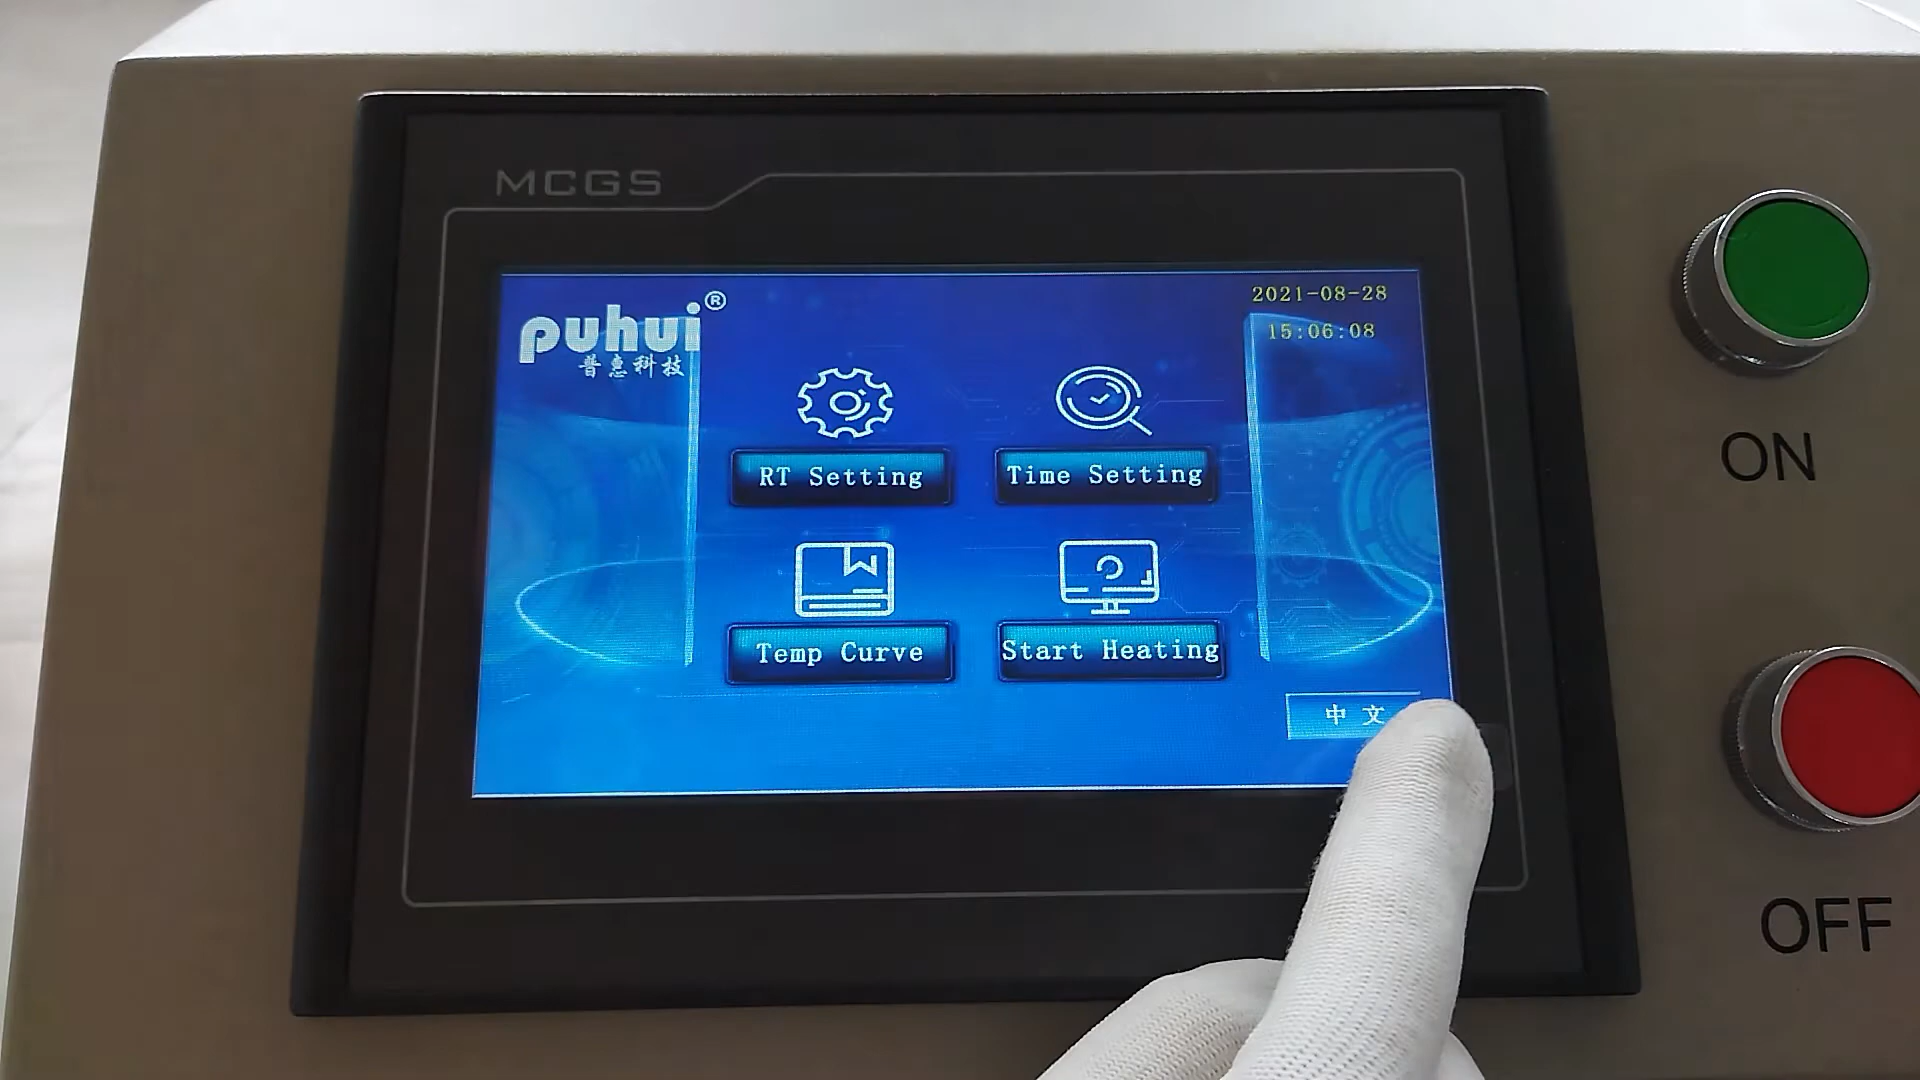 MCGS
puhui®
普惠科技
2021-08-28
15:06:08
RT Setting
Time Setting
Temp Curve
Start Heating
中文
ON
OFF